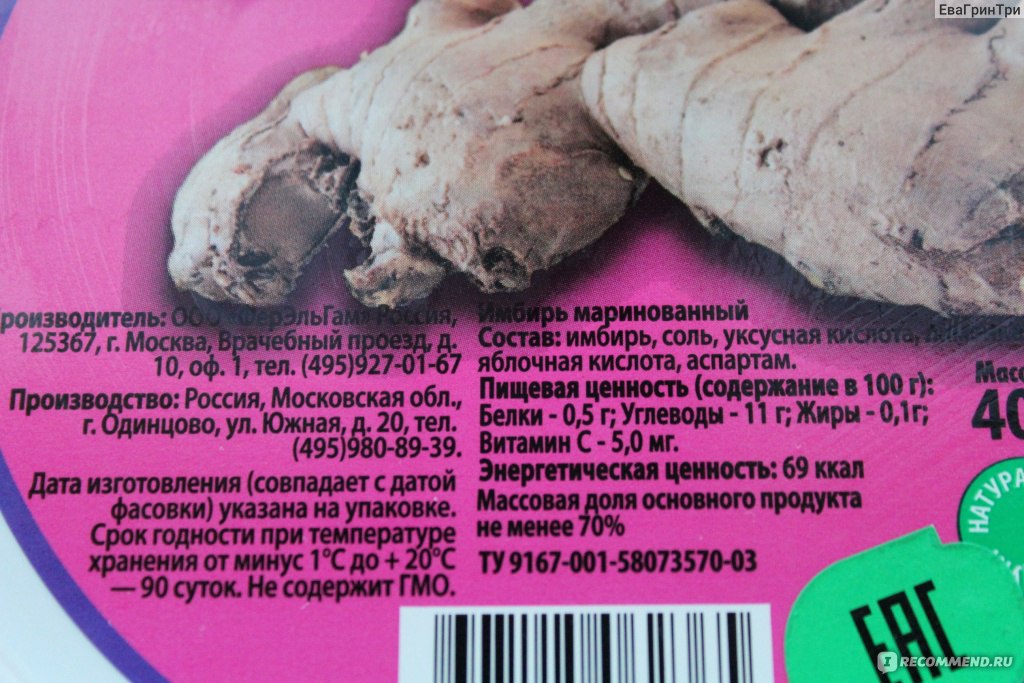 ЕваГринТри
роизводитель: ООО «ФерЭльГам» Россия,
125367, г. Москва, Врачебный проезд, д.
10, оф. 1, тел. (495)927-01-67
Производство: Россия, Московская обл.,
г. Одинцово, ул. Южная, д. 20, тел.
(495)980-89-39.
Дата изготовления (совпадает с датой
фасовки) указана на упаковке.
Срок годности при температуре
хранения от минус 1°С до + 20°С
— 90 суток. Не содержит ГМО.
Имбирь маринованный
Состав: имбирь, соль, уксусная кислота,
яблочная кислота, аспартам.
Пищевая ценность (содержание в 100 г):
Белки - 0,5 г; Углеводы - 11 г; Жиры - 0,1г;
Витамин С - 5,0 мг.
Энергетическая ценность: 69 ккал
Массовая доля основного продукта
не менее 70%
ТУ 9167-001-58073570-03
Масс
40
НАТУРА
ЕАС
RECOMMEND.RU